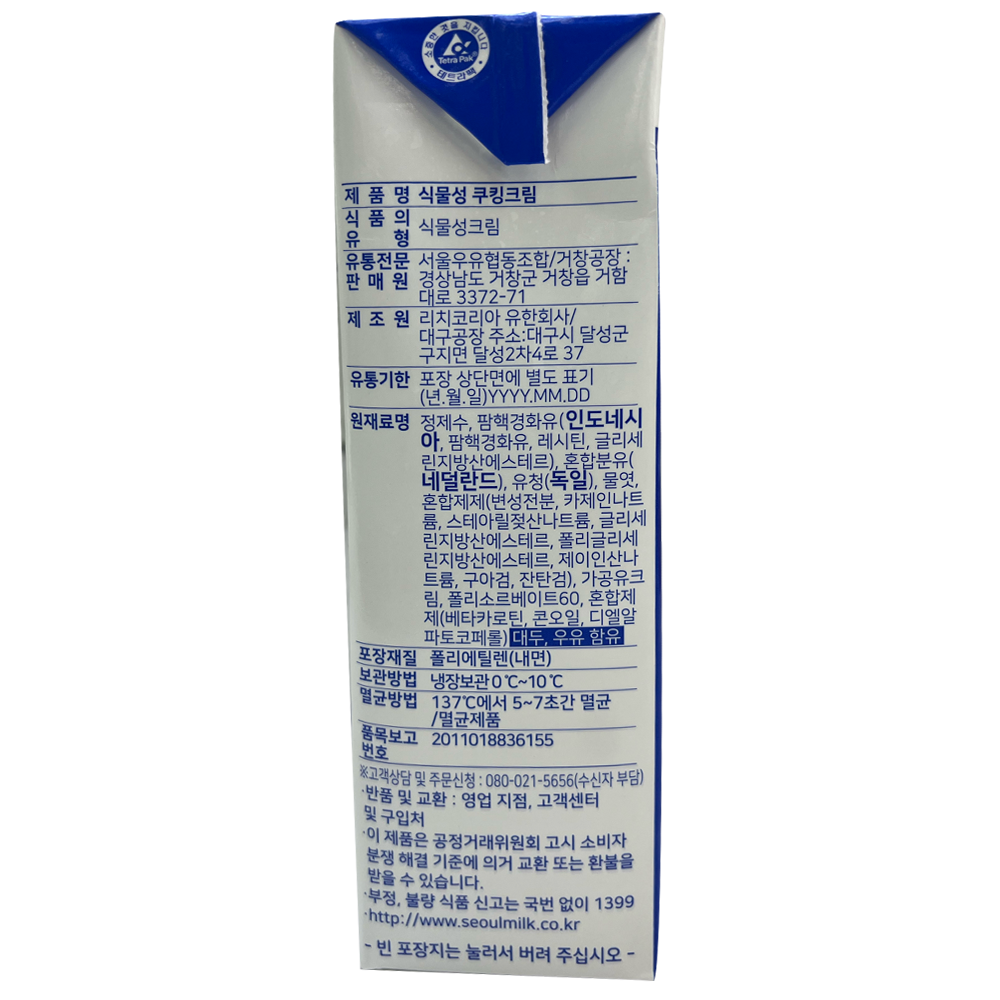 소중한 것을 지킵니다
Tetra Pak®
테트라팩
제 품 명 식물성 쿠킹크림
식 품 의
유 형 식물성크림
유통전문 서울우유협동조합/거창공장 :
판 매 원 경상남도 거창군 거창읍 거함
대로 3372-71
제 조 원 리치코리아 유한회사/
대구공장 주소:대구시 달성군
구지면 달성2차4로 37
유통기한 포장 상단면에 별도 표기
(년.월.일)YYYY.MM.DD
원재료명 정제수, 팜핵경화유(인도네시
아, 팜핵경화유, 레시틴, 글리세
린지방산에스테르), 혼합분유(
네덜란드), 유청(독일), 물엿,
혼합제제(변성전분, 카제인나트
륨, 스테아릴젖산나트륨, 글리세
린지방산에스테르, 폴리글리세
린지방산에스테르, 제이인산나
트륨, 구아검, 잔탄검), 가공유크
림, 폴리소르베이트60, 혼합제
제(베타카로틴, 콘오일, 디엘알
파토코페롤) 대두, 우유 함유
포장재질 폴리에틸렌(내면)
보관방법 냉장보관 0℃~10℃
멸균방법 137℃에서 5~7초간 멸균
/멸균제품
품목보고 2011018836155
번호
※고객상담 및 주문신청 : 080-021-5656(수신자 부담)
·반품 및 교환 : 영업 지점, 고객센터
및 구입처
·이 제품은 공정거래위원회 고시 소비자
분쟁 해결 기준에 의거 교환 또는 환불을
받을 수 있습니다.
·부정, 불량 식품 신고는 국번 없이 1399
·http://www.seoulmilk.co.kr
- 빈 포장지는 눌러서 버려 주십시오 -